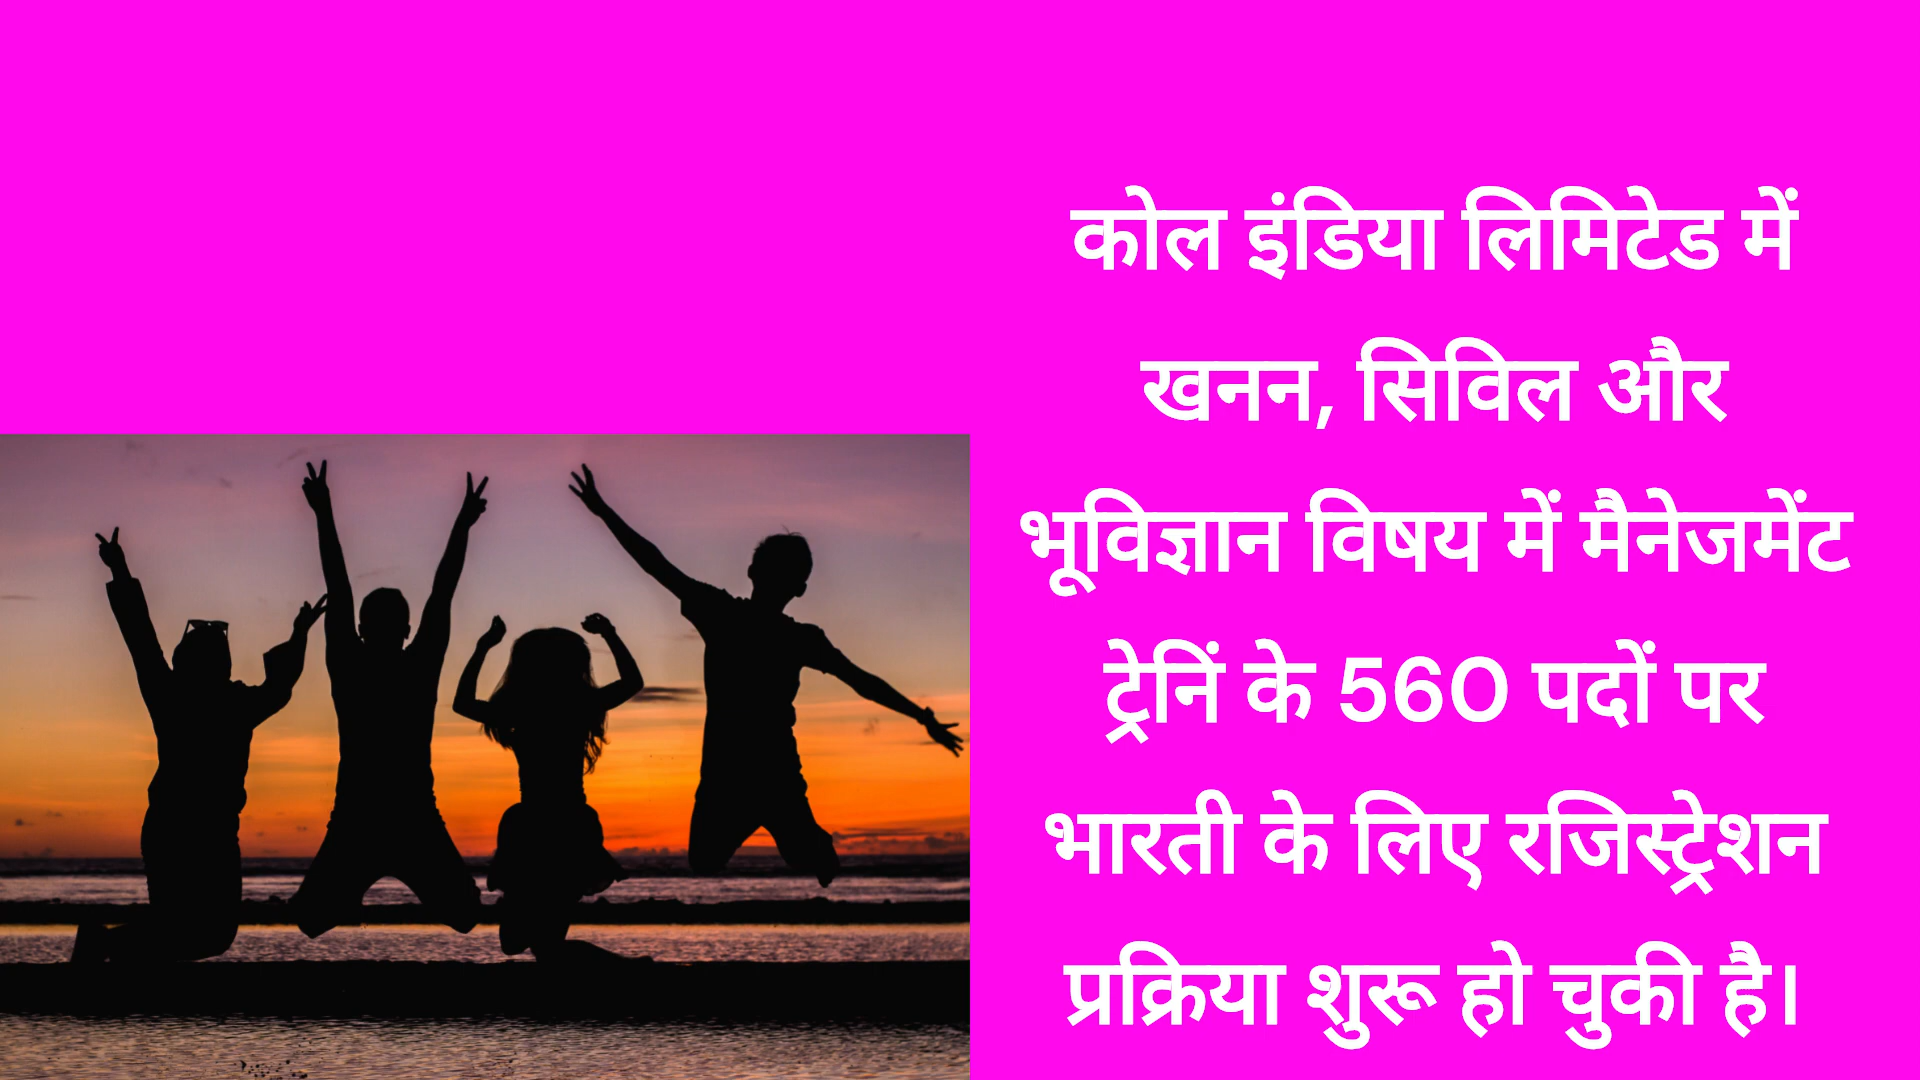 कोल इंडिया लिमिटेड में
खनन, सिविल और
भूविज्ञान विषय में मैनेजमेंट
ट्रेनिं के 560 पदों पर
भारती के लिए रजिस्ट्रेशन
प्रक्रिया शुरू हो चुकी है।